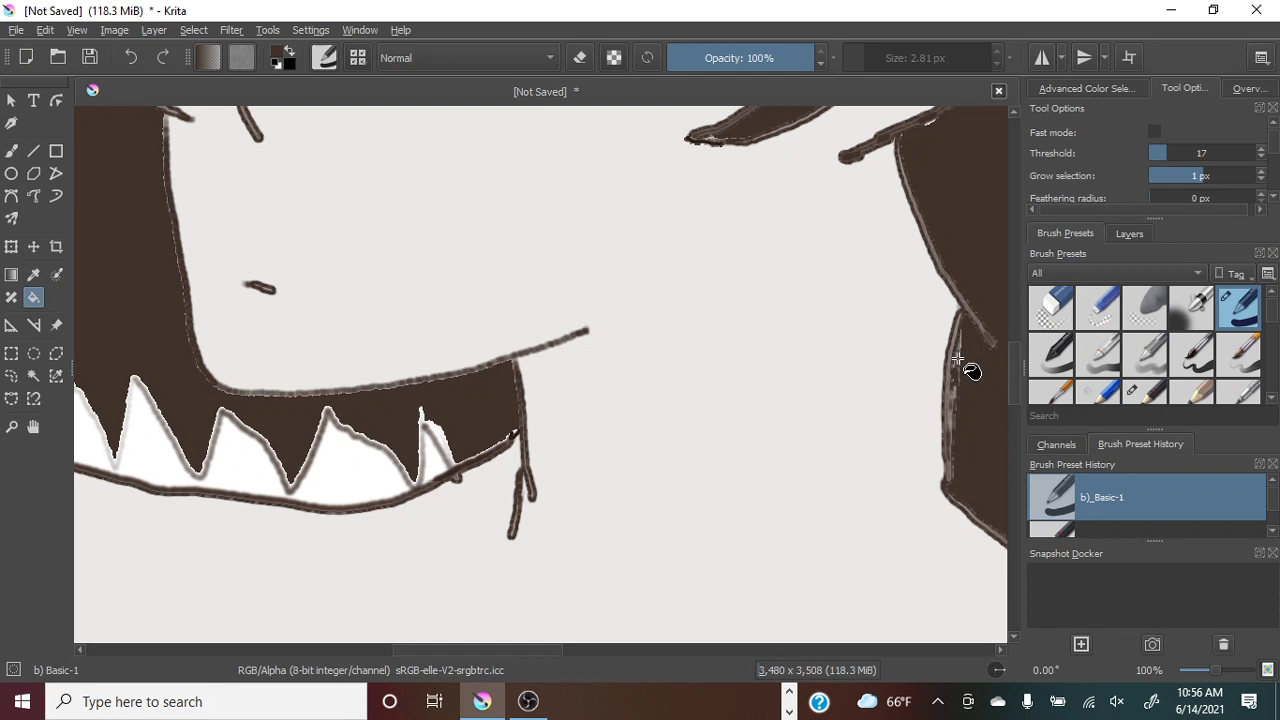 [Not Saved] (118.3 MiB) * - Krita
File Edit View Image Layer Select Filter Tools Settings Window Help
Normal Opacity: 100% Size: 2.81 px
[Not Saved] *
Advanced Color Sele... Tool Opti... Overv...
Tool Options
Fast mode:
Threshold: 17
Grow selection: 1 px
Feathering radius: 0 px
Brush Presets Layers
Brush Presets
All Tag
Search
Channels Brush Preset History
Brush Preset History
b)_Basic-1
Snapshot Docker
b) Basic-1 RGB/Alpha (8-bit integer/channel) sRGB-elle-V2-srgbtrc.icc 3,480 x 3,508 (118.3 MiB) 0.00° 100%
Type here to search 66°F 10:56 AM
6/14/2021